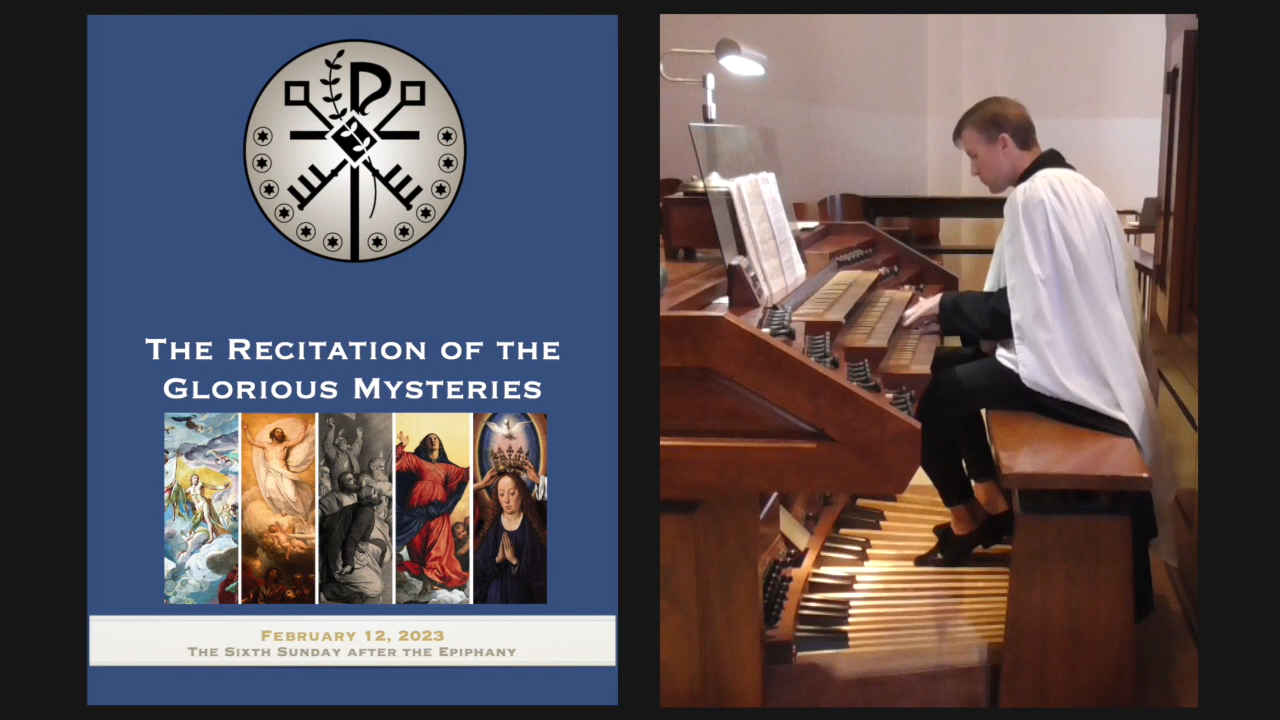 The Recitation of the
Glorious Mysteries
February 12, 2023
The Sixth Sunday after the Epiphany